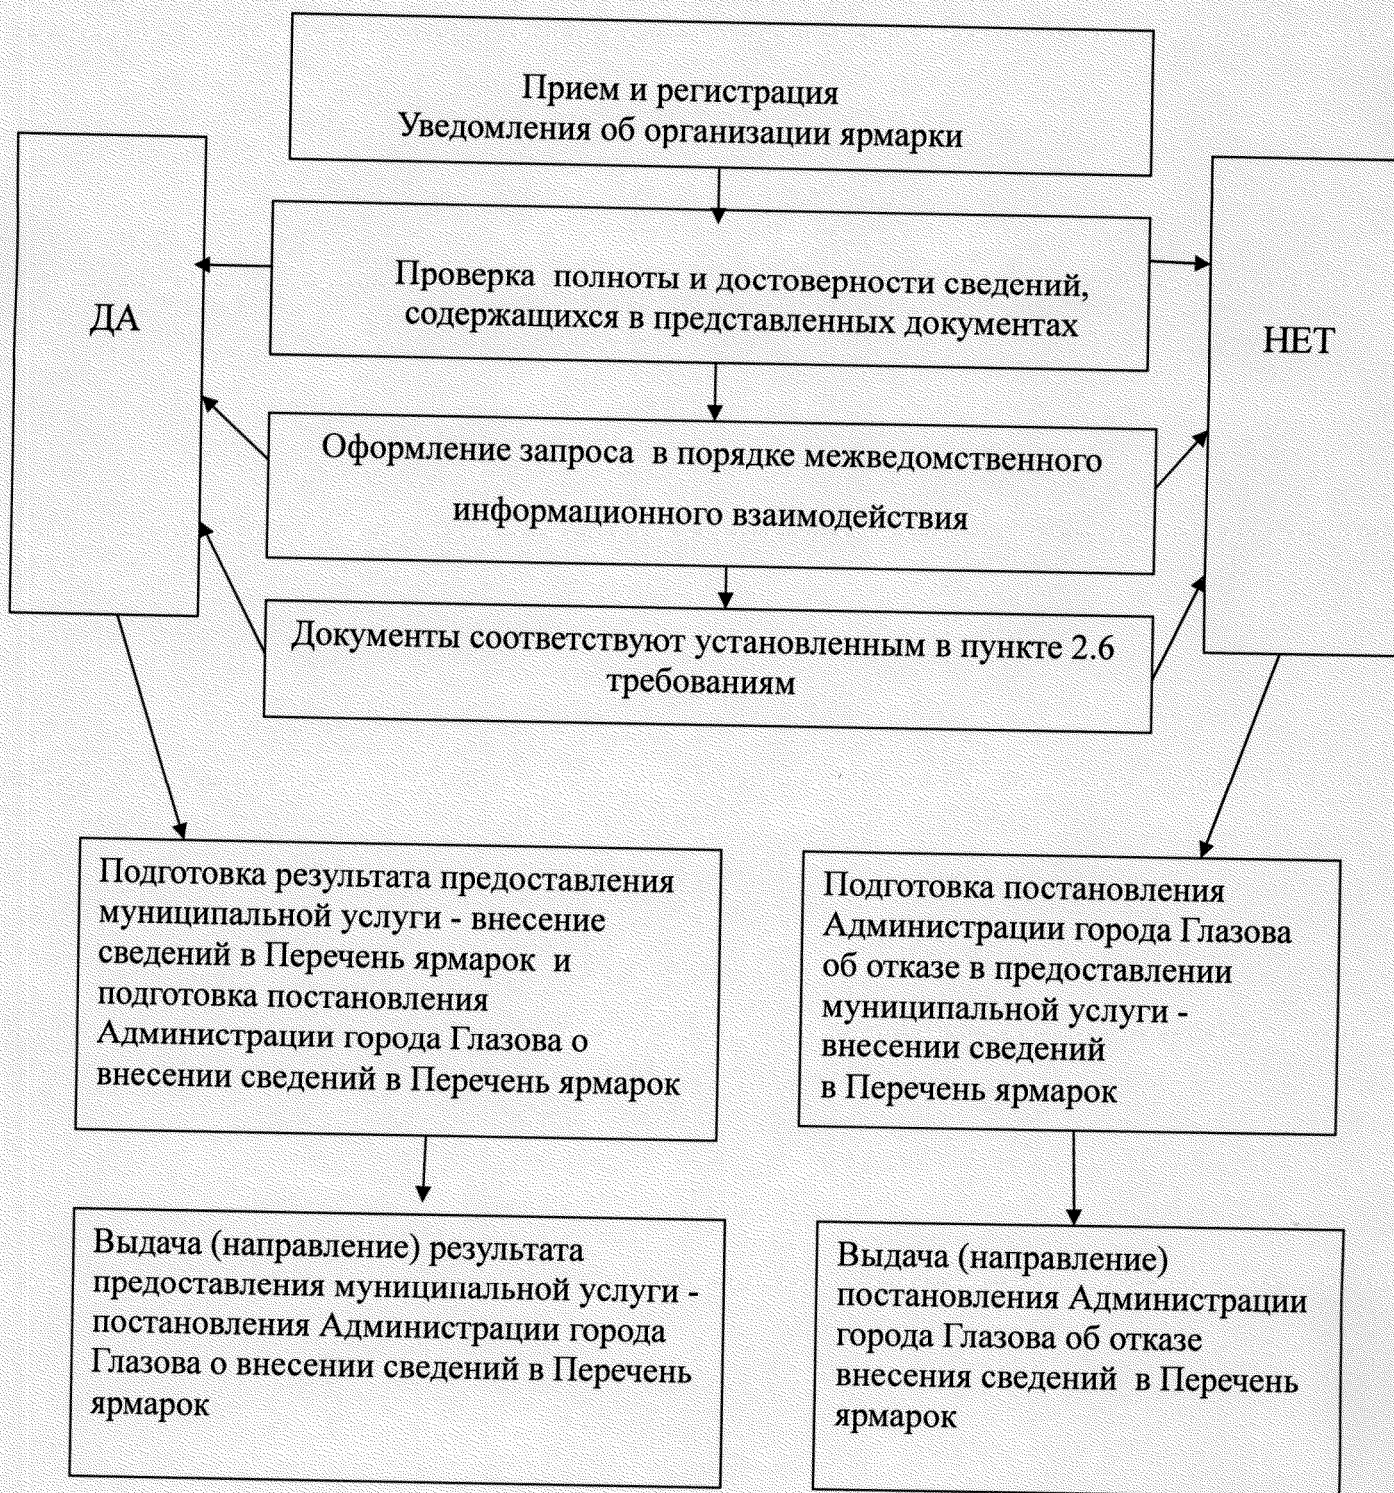 Прием и регистрация
Уведомления об организации ярмарки
Проверка полноты и достоверности сведений,
содержащихся в представленных документах
ДА
НЕТ
Оформление запроса в порядке межведомственного
информационного взаимодействия
Документы соответствуют установленным в пункте 2.6
требованиям
Подготовка результата предоставления
муниципальной услуги - внесение
сведений в Перечень ярмарок и
подготовка постановления
Администрации города Глазова о
внесении сведений в Перечень ярмарок
Подготовка постановления
Администрации города Глазова
об отказе в предоставлении
муниципальной услуги -
внесении сведений
в Перечень ярмарок
Выдача (направление) результата
предоставления муниципальной услуги -
постановления Администрации города
Глазова о внесении сведений в Перечень
ярмарок
Выдача (направление)
постановления Администрации
города Глазова об отказе
внесения сведений в Перечень
ярмарок